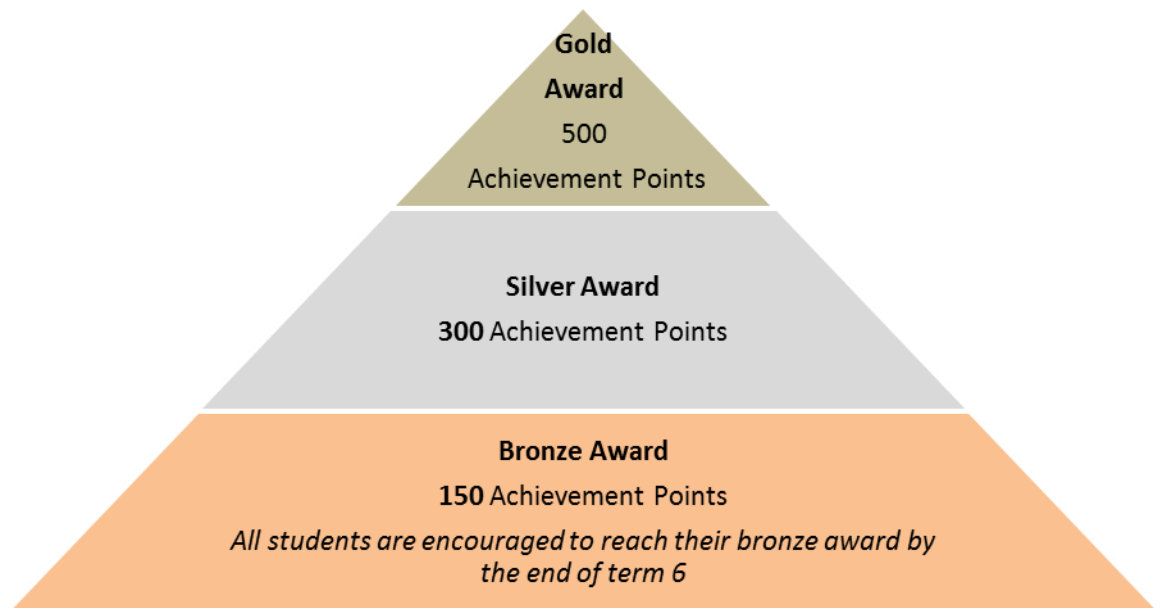 Gold
Award
500
Achievement Points
Silver Award
300 Achievement Points
Bronze Award
150 Achievement Points
All students are encouraged to reach their bronze award by
the end of term 6